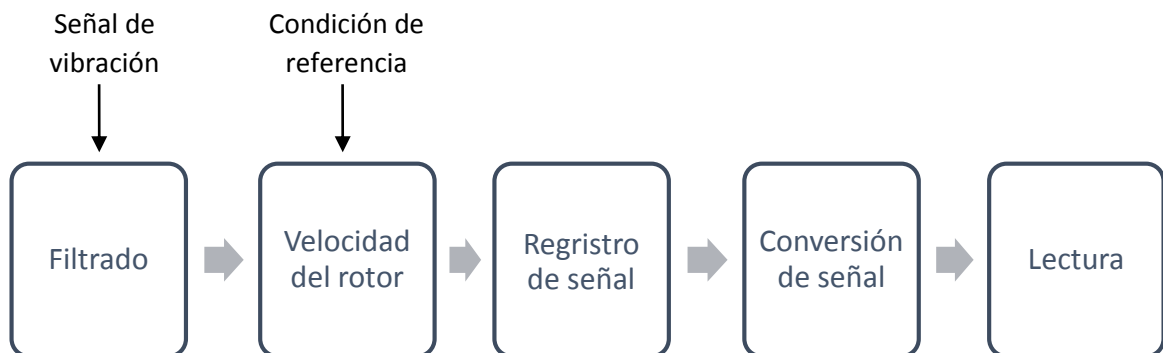 Señal de
vibración
Condición de
referencia
Filtrado
Velocidad
del rotor
Regristro
de señal
Conversión
de señal
Lectura